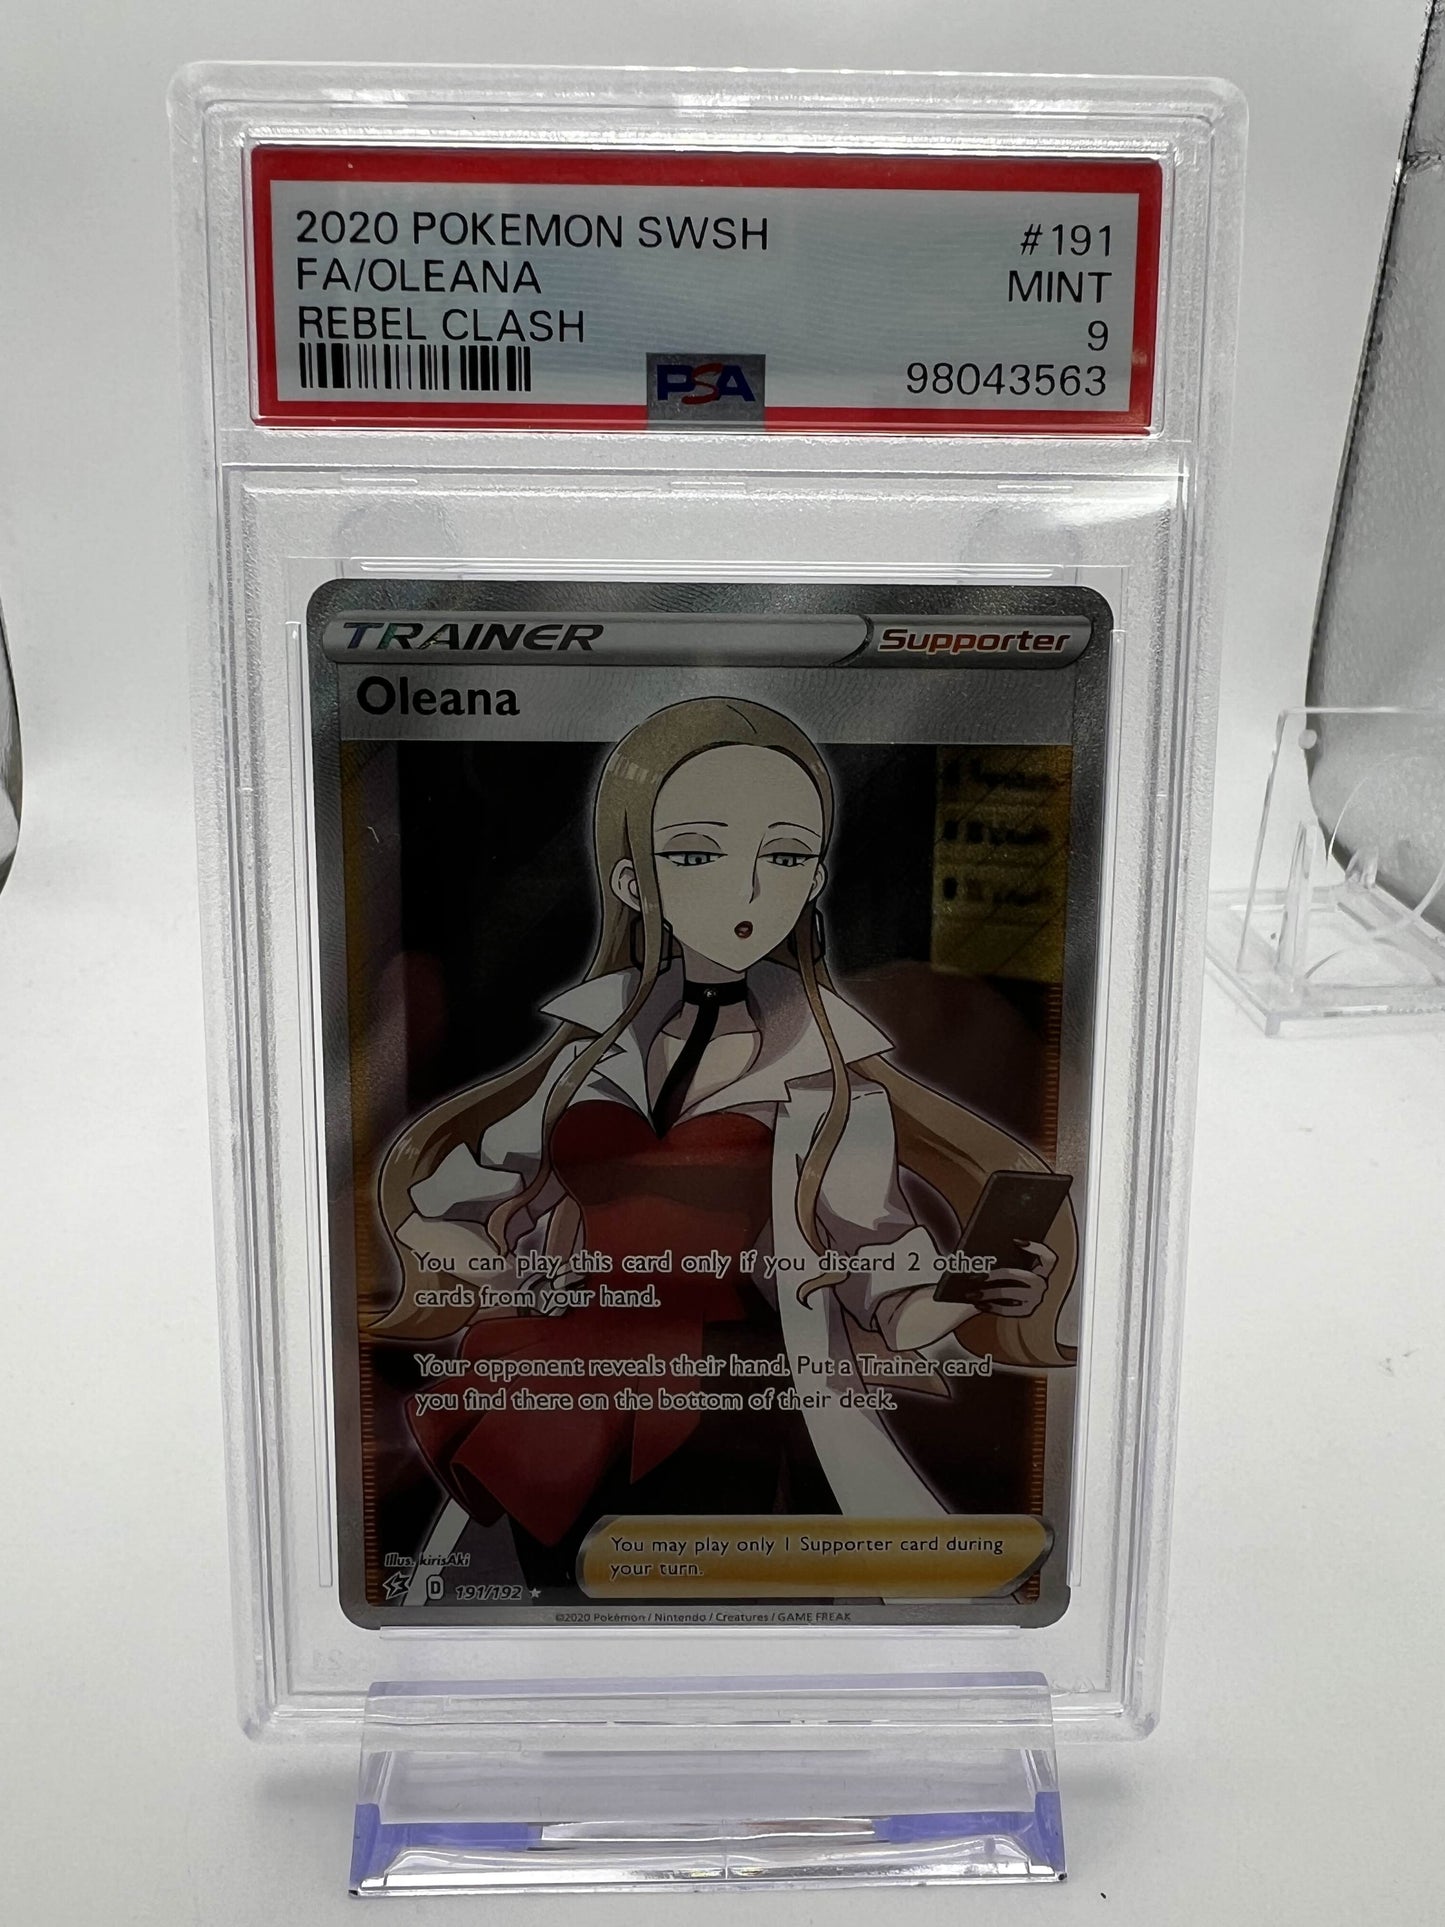 2020 POKEMON SWSH #191
FA/OLEANA MINT
REBEL CLASH 9
PSA 98043563
TRAINER Supporter
Oleana
You can play this card only if you discard 2 other
cards from your hand.
Your opponent reveals their hand. Put a Trainer card
you find there on the bottom of their deck.
You may play only 1 Supporter card during
your turn.
Illus. kirisAki
D 191/192
©2020 Pokémon / Nintendo / Creatures / GAME FREAK